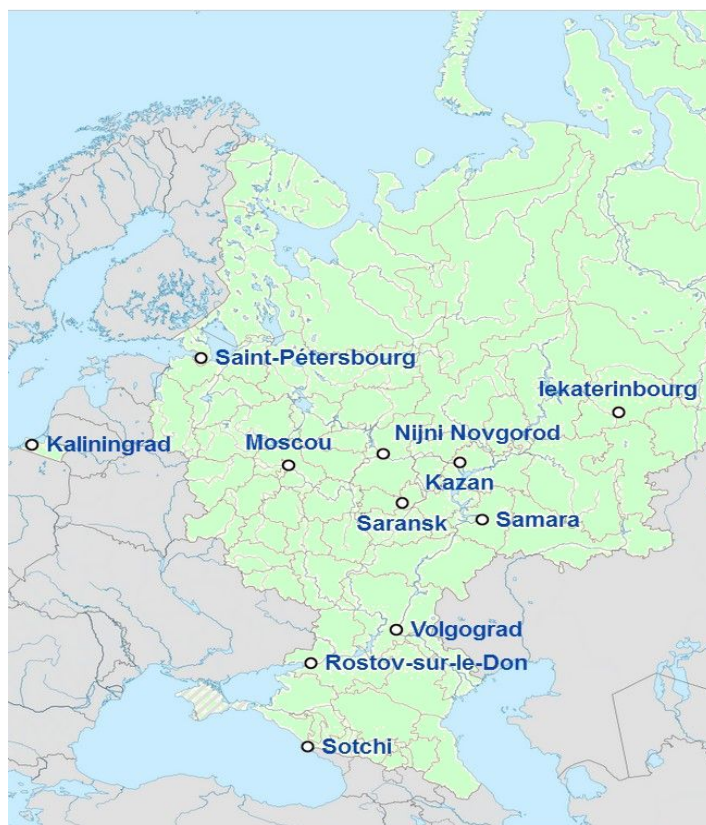 Saint-Pétersbourg
Iekaterinbourg
Nijni Novgorod
Moscou
Kaliningrad
Kazan
Saransk
Samara
Volgograd
Rostov-sur-le-Don
Sotchi